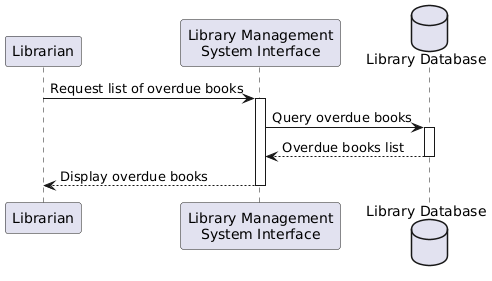 Librarian
Library Management
System Interface
Library Database
Request list of overdue books
Query overdue books
Overdue books list
Display overdue books
Librarian
Library Management
System Interface
Library Database